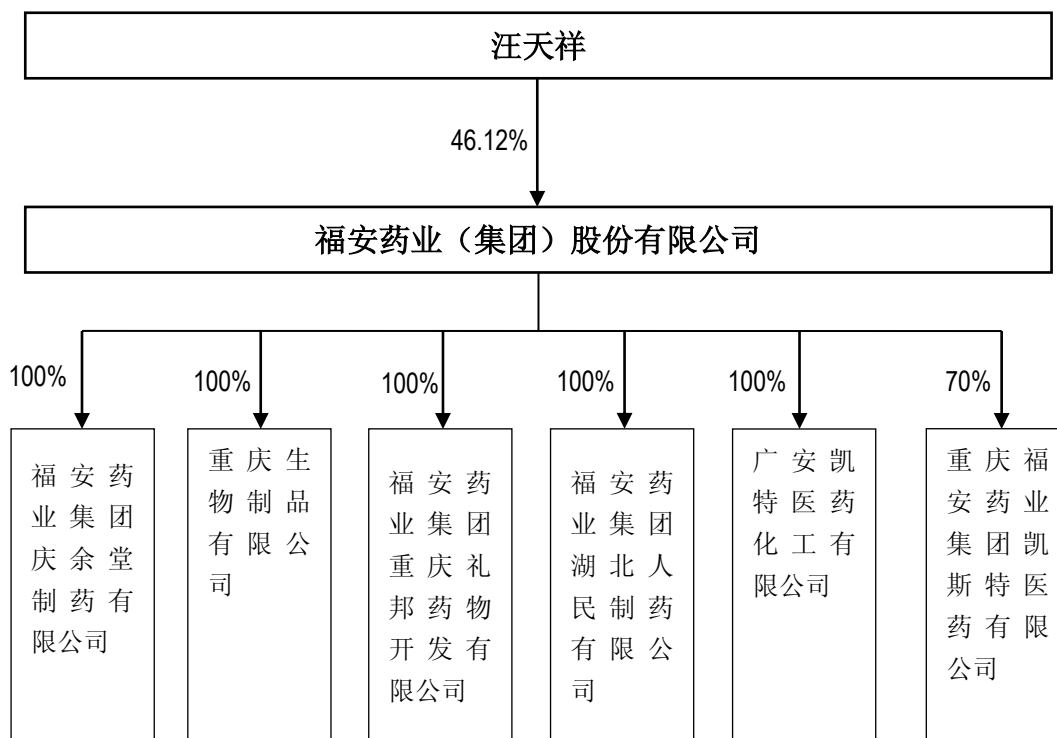 汪天祥
46.12%
福安药业（集团）股份有限公司
100%
100%
100%
100%
100%
70%
福安药
业集团
庆余堂
制药有
限公司
重庆生
物制品
有限公
司
福安药
业集团
重庆礼
邦药物
开发有
限公司
福安药
业集团
湖北人
民制药
有限公
司
广安凯
特医药
化工有
限公司
重庆福
安药业
集团凯
斯特医
药有限
公司